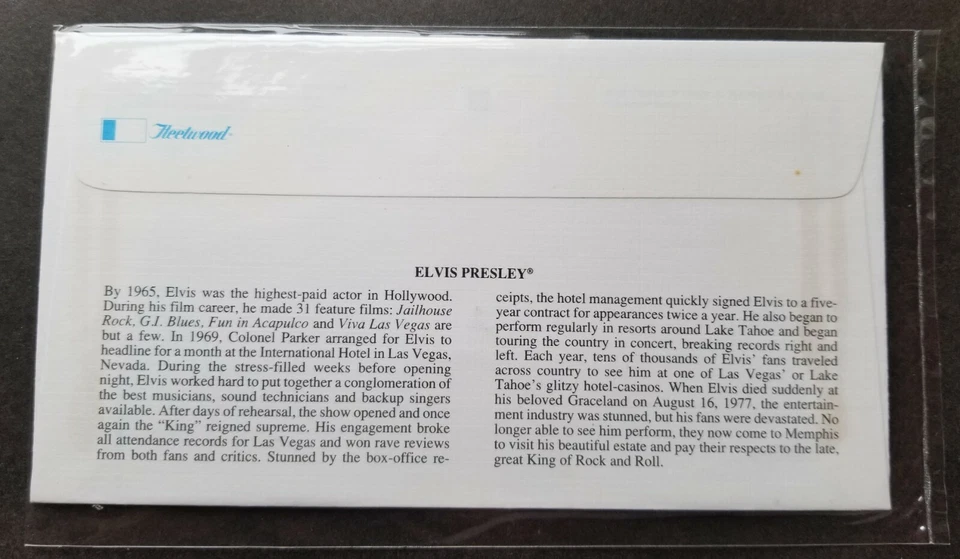 Fleetwood
ELVIS PRESLEY®
By 1965, Elvis was the highest-paid actor in Hollywood.
During his film career, he made 31 feature films: Jailhouse
Rock, G.I. Blues, Fun in Acapulco and Viva Las Vegas are
but a few. In 1969, Colonel Parker arranged for Elvis to
headline for a month at the International Hotel in Las Vegas,
Nevada. During the stress-filled weeks before opening
night, Elvis worked hard to put together a conglomeration of
the best musicians, sound technicians and backup singers
available. After days of rehearsal, the show opened and once
again the “King” reigned supreme. His engagement broke
all attendance records for Las Vegas and won rave reviews
from both fans and critics. Stunned by the box-office re-
ceipts, the hotel management quickly signed Elvis to a five-
year contract for appearances twice a year. He also began to
perform regularly in resorts around Lake Tahoe and began
touring the country in concert, breaking records right and
left. Each year, tens of thousands of Elvis’ fans traveled
across country to see him at one of Las Vegas’ or Lake
Tahoe’s glitzy hotel-casinos. When Elvis died suddenly at
his beloved Graceland on August 16, 1977, the entertain-
ment industry was stunned, but his fans were devastated. No
longer able to see him perform, they now come to Memphis
to visit his beautiful estate and pay their respects to the late,
great King of Rock and Roll.